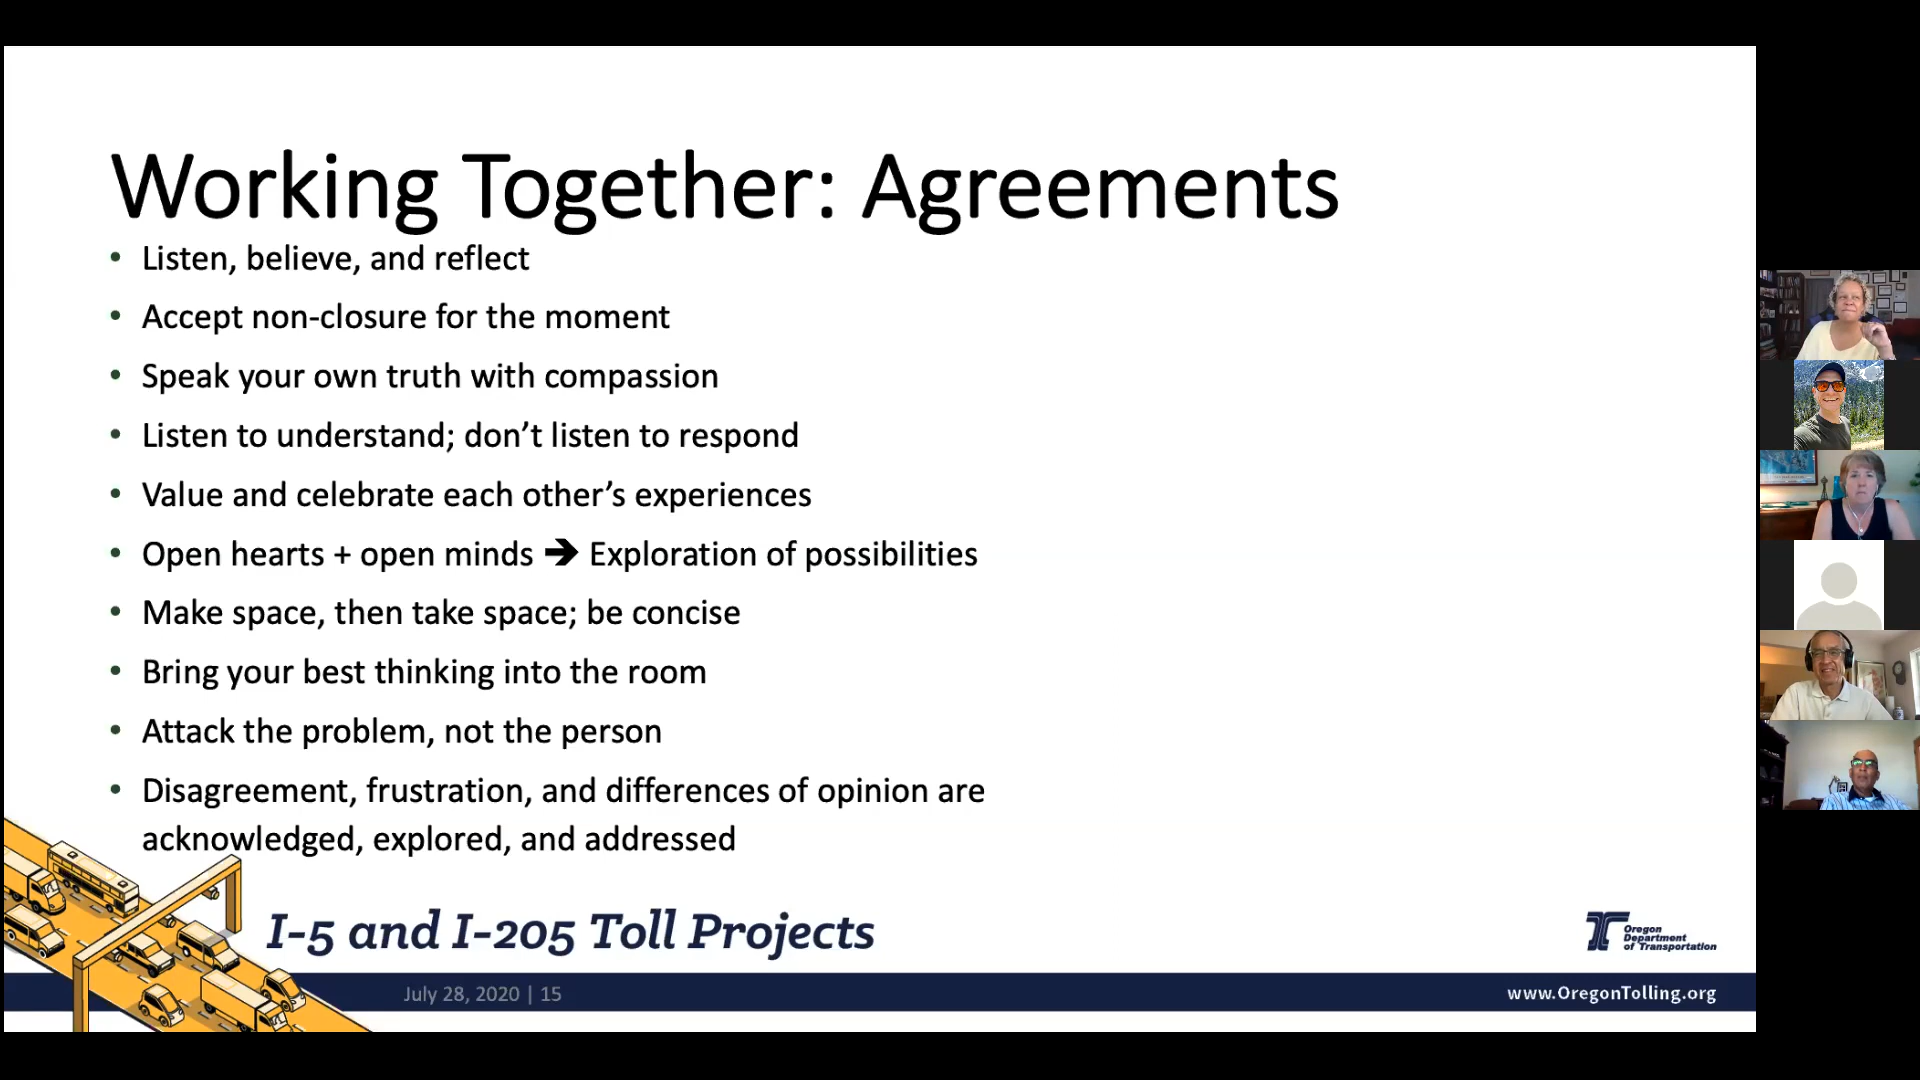 Working Together: Agreements
• Listen, believe, and reflect
• Accept non-closure for the moment
• Speak your own truth with compassion
• Listen to understand; don’t listen to respond
• Value and celebrate each other’s experiences
• Open hearts + open minds ➔ Exploration of possibilities
• Make space, then take space; be concise
• Bring your best thinking into the room
• Attack the problem, not the person
• Disagreement, frustration, and differences of opinion are
acknowledged, explored, and addressed
I-5 and I-205 Toll Projects
Oregon
Department
of Transportation
July 28, 2020 | 15
www.OregonTolling.org